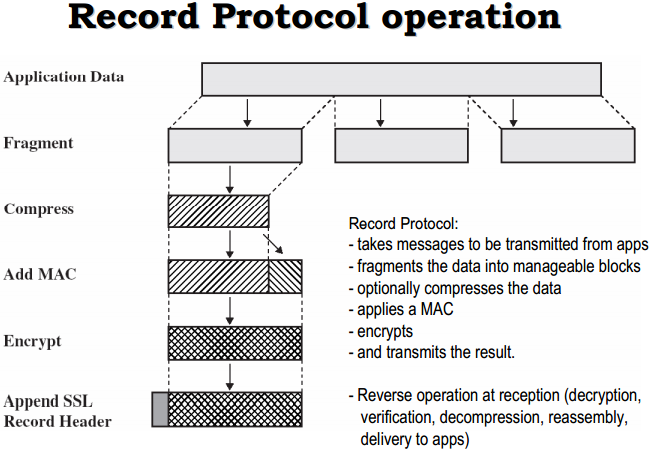 Record Protocol operation
Application Data
Fragment
Compress
Add MAC
Encrypt
Append SSL
Record Header
Record Protocol:
- takes messages to be transmitted from apps
- fragments the data into manageable blocks
- optionally compresses the data
- applies a MAC
- encrypts
- and transmits the result.
- Reverse operation at reception (decryption,
verification, decompression, reassembly,
delivery to apps)